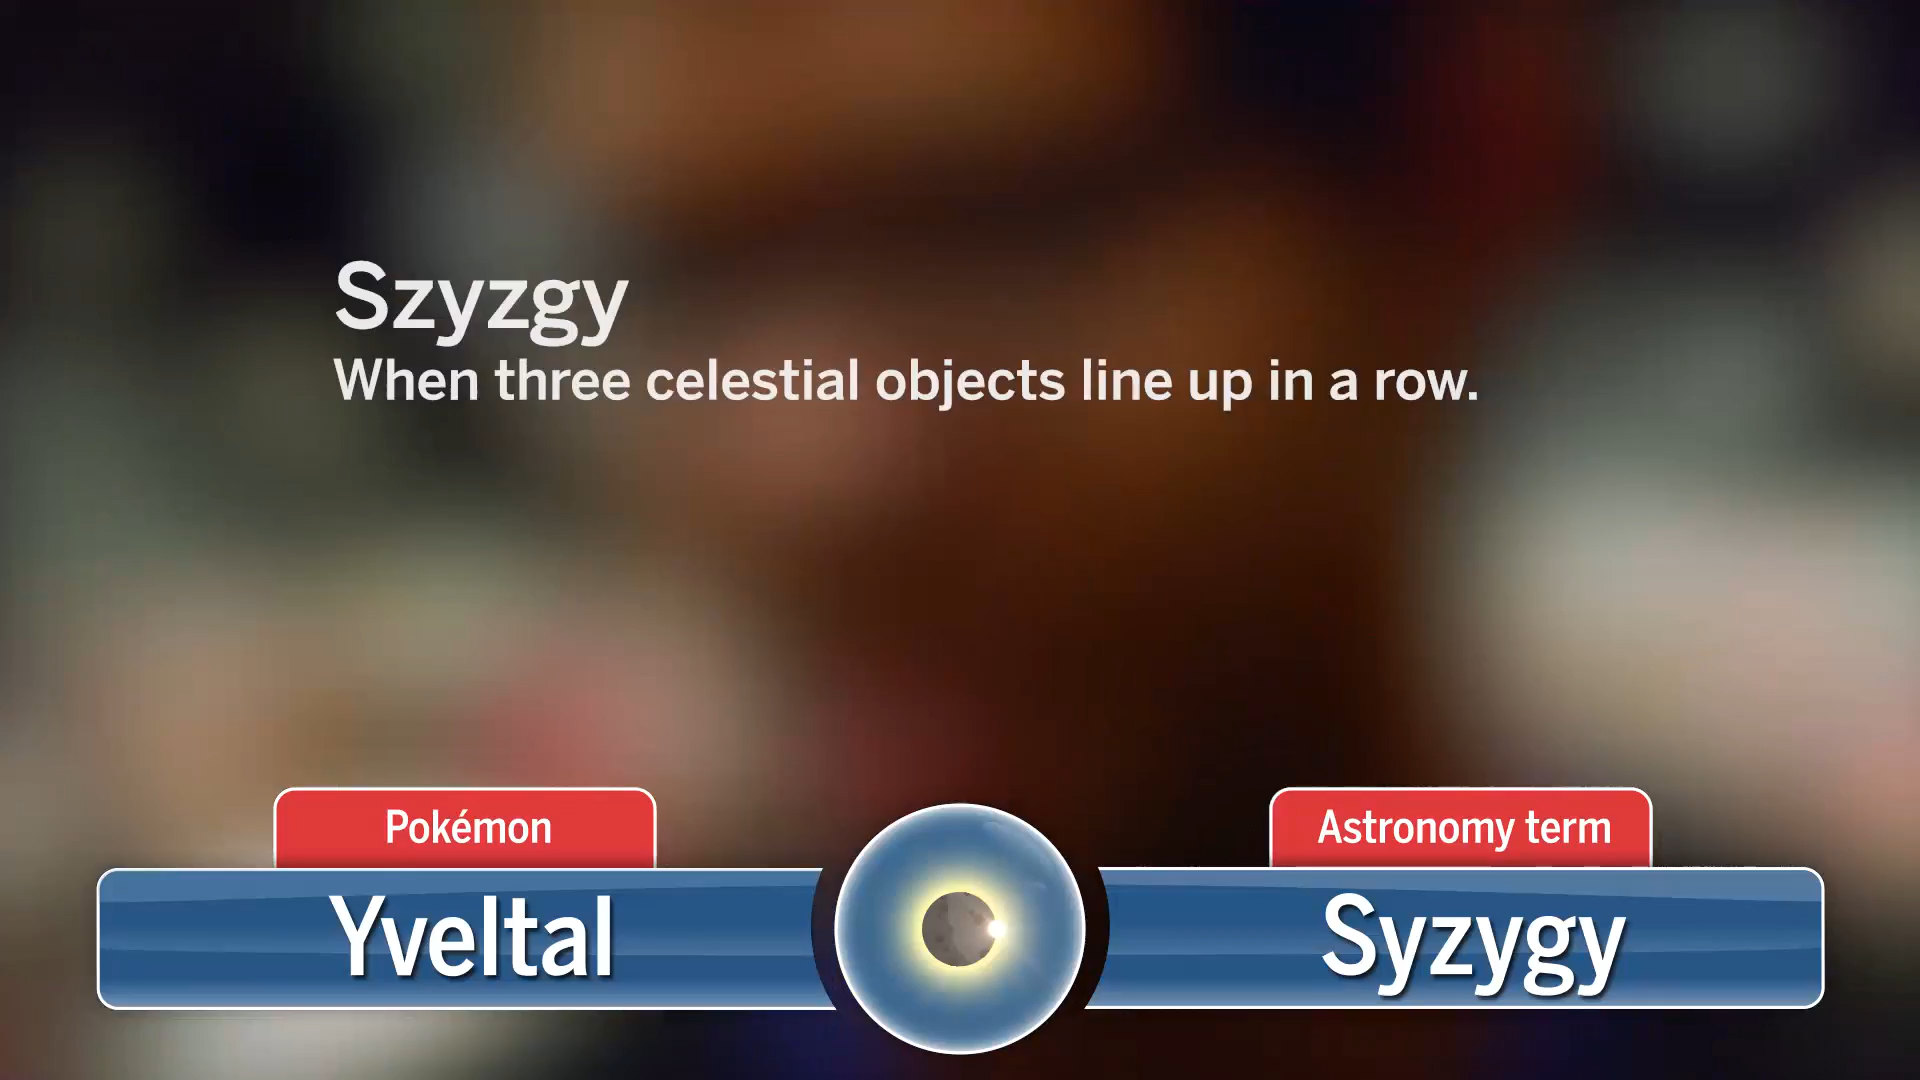 Szyzgy
When three celestial objects line up in a row.
Pokémon
Astronomy term
Yveltal
Syzygy